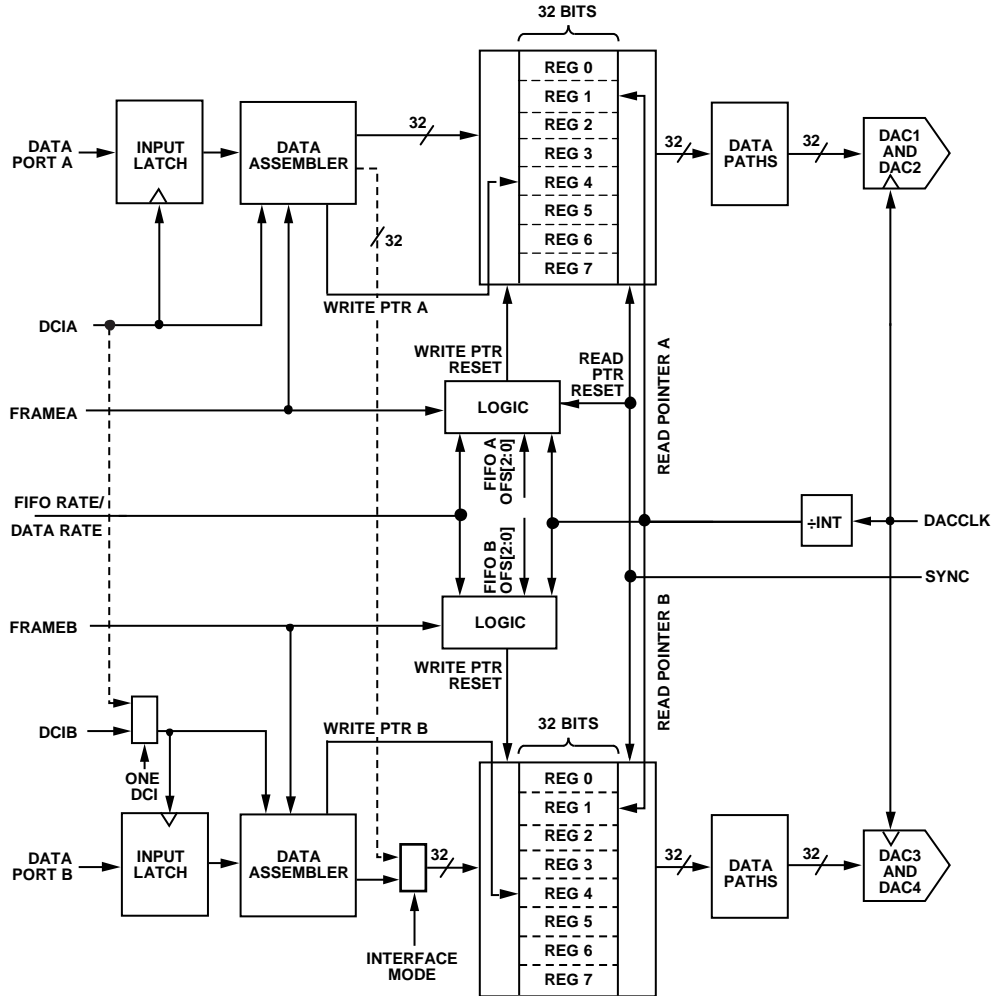 32 BITS
REG 0
REG 1
REG 2
REG 3
REG 4
REG 5
REG 6
REG 7
DATA
PORT A
INPUT
LATCH
DATA
ASSEMBLER
32
32
32
DATA
PATHS
32
DAC1
AND
DAC2
WRITE PTR A
DCIA
WRITE PTR
RESET
READ
PTR
RESET
READ POINTER A
FRAMEA
LOGIC
FIFO A
OFS[2:0]
FIFO RATE/
DATA RATE
÷INT
DACCLK
FIFO B
OFS[2:0]
SYNC
READ POINTER B
FRAMEB
LOGIC
WRITE PTR
RESET
DCIB
ONE
DCI
WRITE PTR B
32 BITS
REG 0
REG 1
REG 2
REG 3
REG 4
REG 5
REG 6
REG 7
DATA
PORT B
INPUT
LATCH
DATA
ASSEMBLER
32
32
DATA
PATHS
32
DAC3
AND
DAC4
INTERFACE
MODE